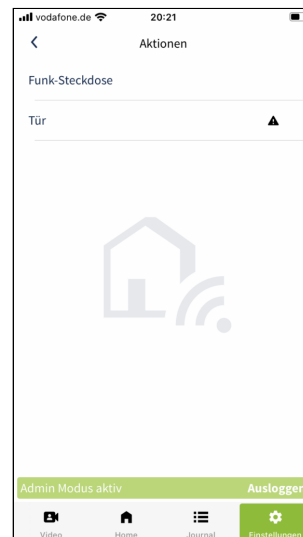 vodafone.de 20:21
Aktionen
Funk-Steckdose
Tür
Admin Modus aktiv Ausloggen
Video Home Journal Einstellungen